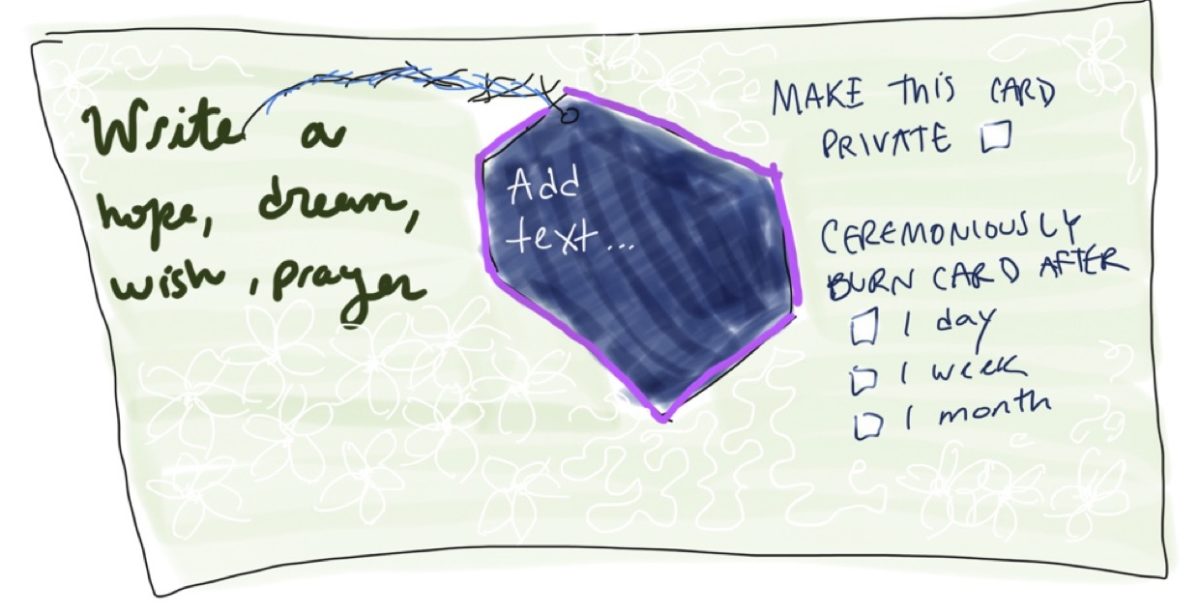 Write a
hope, dream,
wish, prayer
Add
text...
MAKE this CARD
PRIVATE
CEREMONIOUSLY
BURN CARD AFTER
1 day
1 week
1 month